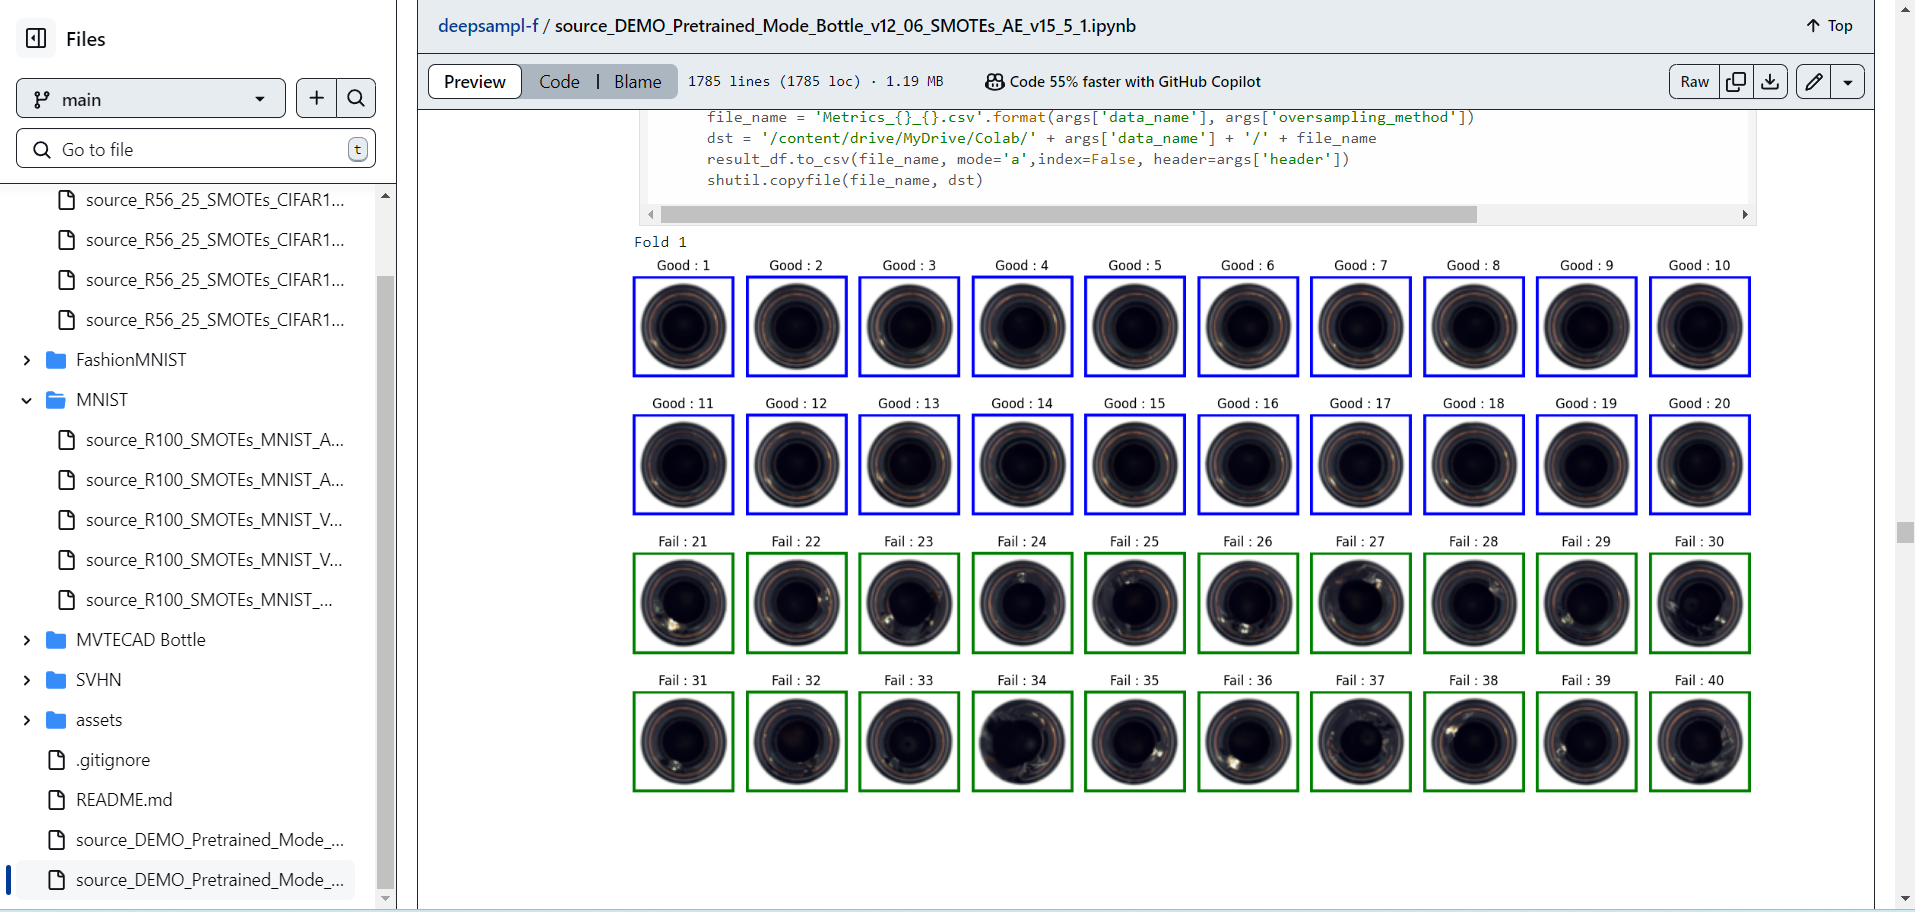 Files
main
Go to file
t
source_R56_25_SMOTEs_CIFAR1...
source_R56_25_SMOTEs_CIFAR1...
source_R56_25_SMOTEs_CIFAR1...
source_R56_25_SMOTEs_CIFAR1...
FashionMNIST
MNIST
source_R100_SMOTEs_MNIST_A...
source_R100_SMOTEs_MNIST_A...
source_R100_SMOTEs_MNIST_V...
source_R100_SMOTEs_MNIST_V...
source_R100_SMOTEs_MNIST_...
MVTECAD Bottle
SVHN
assets
.gitignore
README.md
source_DEMO_Pretrained_Mode_...
source_DEMO_Pretrained_Mode_...
deepsampl-f / source_DEMO_Pretrained_Mode_Bottle_v12_06_SMOTEs_AE_v15_5_1.ipynb
Top
Preview Code Blame 1785 lines (1785 loc) · 1.19 MB Code 55% faster with GitHub Copilot Raw
file_name = 'Metrics_{}_{}.csv'.format(args['data_name'], args['oversampling_method'])
dst = '/content/drive/MyDrive/Colab/' + args['data_name'] + '/' + file_name
result_df.to_csv(file_name, mode='a',index=False, header=args['header'])
shutil.copyfile(file_name, dst)
Fold 1
Good : 1 Good : 2 Good : 3 Good : 4 Good : 5 Good : 6 Good : 7 Good : 8 Good : 9 Good : 10
Good : 11 Good : 12 Good : 13 Good : 14 Good : 15 Good : 16 Good : 17 Good : 18 Good : 19 Good : 20
Fail : 21 Fail : 22 Fail : 23 Fail : 24 Fail : 25 Fail : 26 Fail : 27 Fail : 28 Fail : 29 Fail : 30
Fail : 31 Fail : 32 Fail : 33 Fail : 34 Fail : 35 Fail : 36 Fail : 37 Fail : 38 Fail : 39 Fail : 40